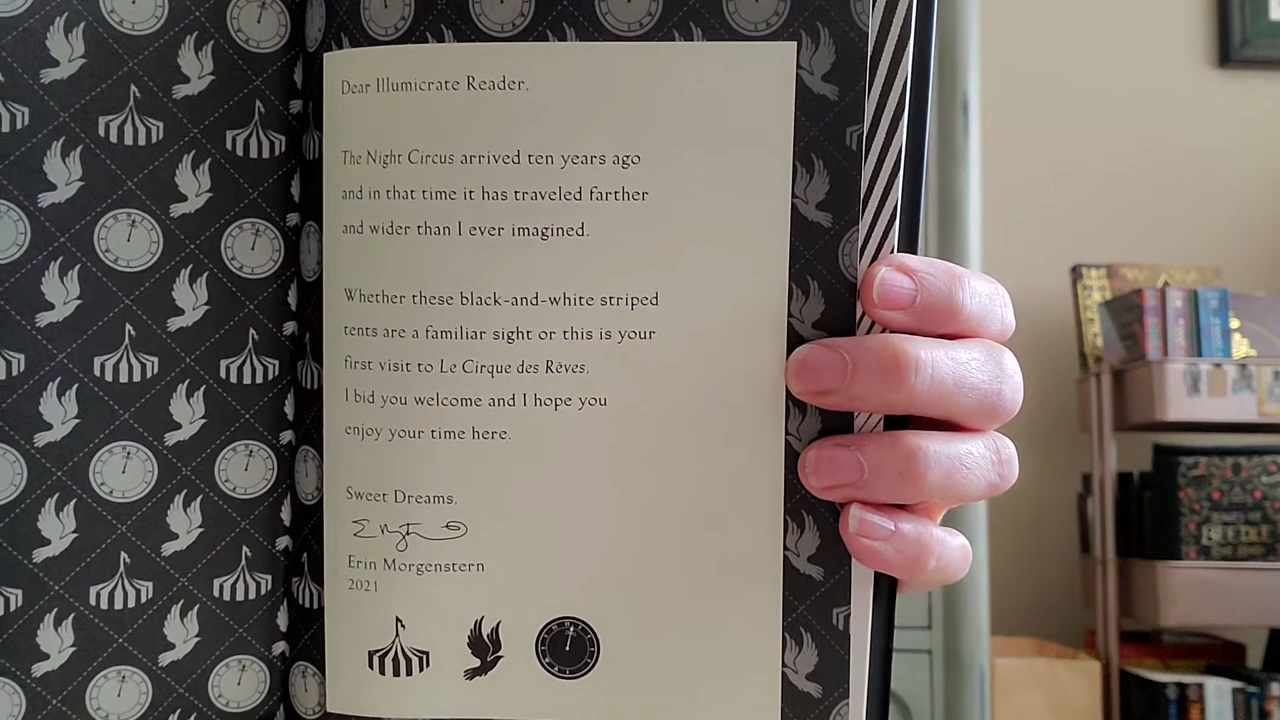 Dear Illumicrate Reader,
The Night Circus arrived ten years ago
and in that time it has traveled farther
and wider than I ever imagined.
Whether these black-and-white striped
tents are a familiar sight or this is your
first visit to Le Cirque des Rêves,
I bid you welcome and I hope you
enjoy your time here.
Sweet Dreams,
Erin Morgenstern
2021
BEEDLE